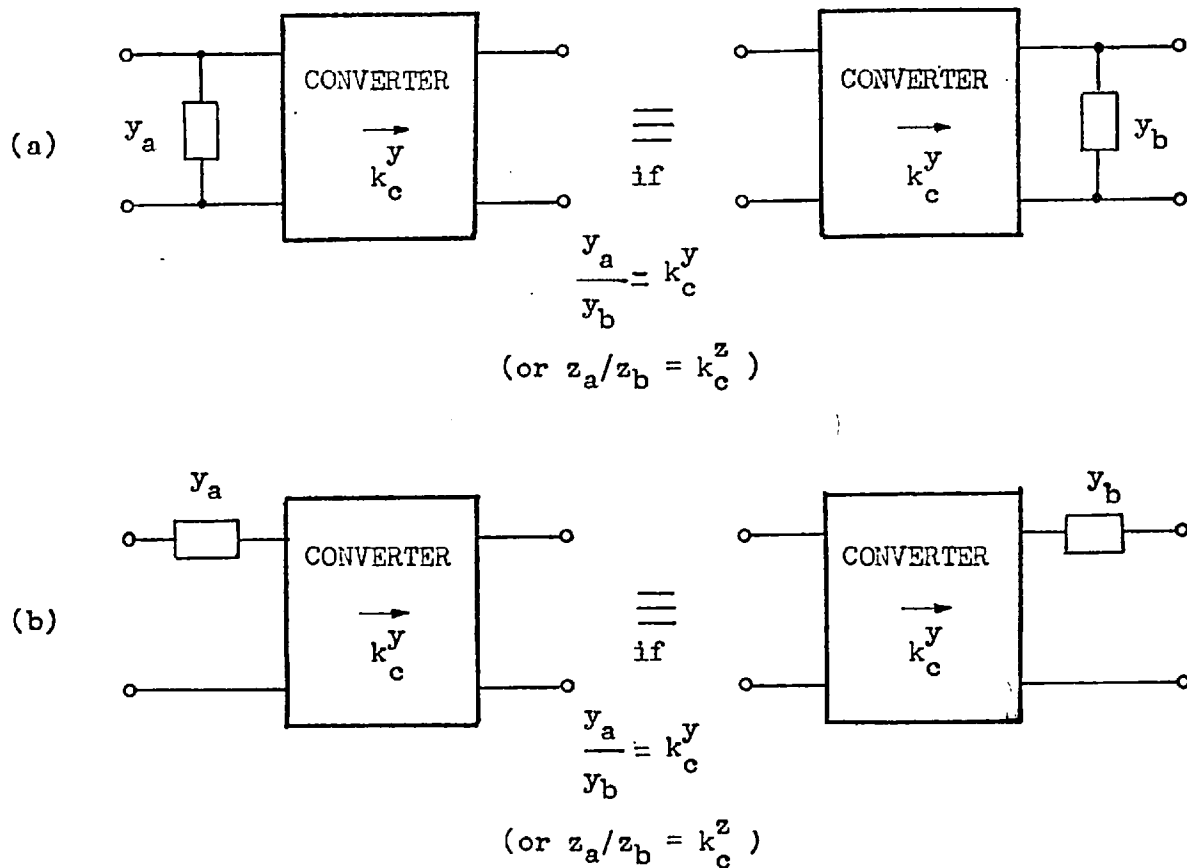 (a)
y_a
CONVERTER
→
k_c^y
≡
if
CONVERTER
→
k_c^y
y_b
y_a/y_b = k_c^y
(or z_a/z_b = k_c^z )
(b)
y_a
CONVERTER
→
k_c^y
≡
if
CONVERTER
→
k_c^y
y_b
y_a/y_b = k_c^y
(or z_a/z_b = k_c^z )